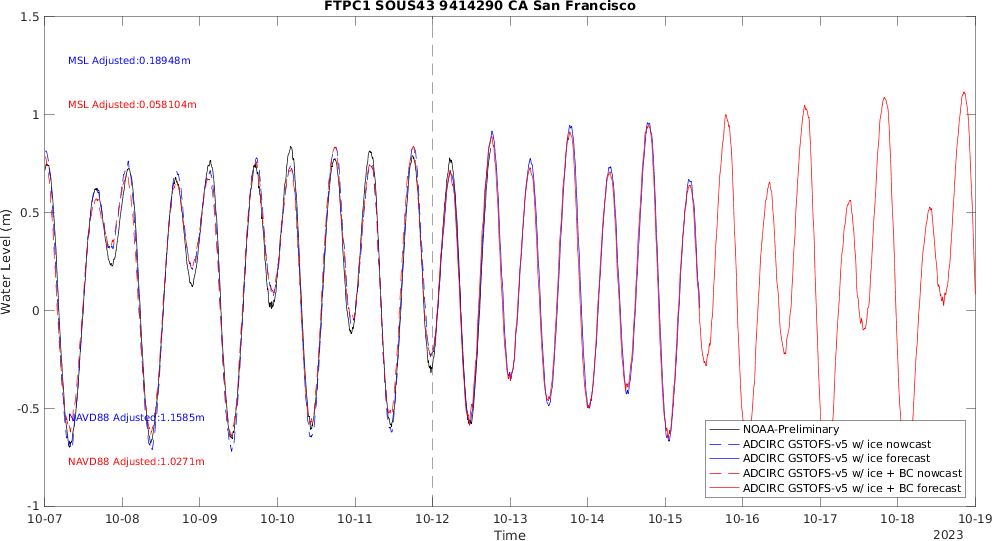 FTPC1 SOUS43 9414290 CA San Francisco
1.5
MSL Adjusted:0.18948m
MSL Adjusted:0.058104m
1
0.5
Water Level (m)
0
-0.5
NAVD88 Adjusted:1.1585m
NAVD88 Adjusted:1.0271m
NOAA-Preliminary
ADCIRC GSTOFS-v5 w/ ice nowcast
ADCIRC GSTOFS-v5 w/ ice forecast
ADCIRC GSTOFS-v5 w/ ice + BC nowcast
ADCIRC GSTOFS-v5 w/ ice + BC forecast
-1
10-07 10-08 10-09 10-10 10-11 10-12 10-13 10-14 10-15 10-16 10-17 10-18 10-19
Time
2023